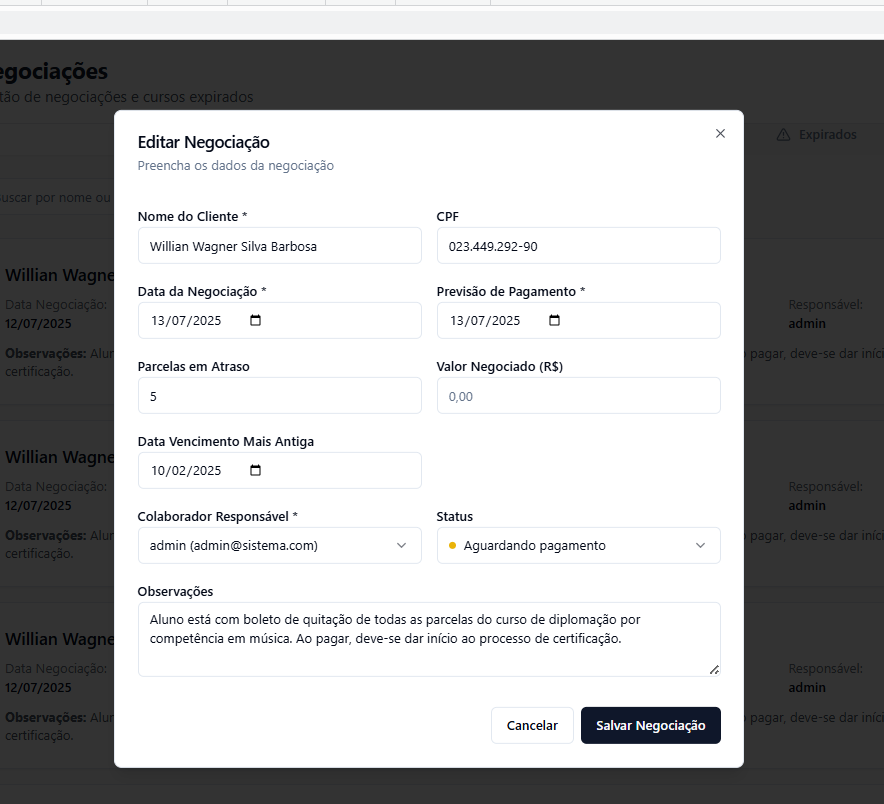 egociações
tão de negociações e cursos expirados
Expirados
uscar por nome ou
Editar Negociação
Preencha os dados da negociação
Nome do Cliente * CPF
Willian Wagner Silva Barbosa 023.449.292-90
Data da Negociação * Previsão de Pagamento *
13/07/2025 13/07/2025
Parcelas em Atraso Valor Negociado (R$)
5 0,00
Data Vencimento Mais Antiga
10/02/2025
Colaborador Responsável * Status
admin (admin@sistema.com) Aguardando pagamento
Observações
Aluno está com boleto de quitação de todas as parcelas do curso de diplomação por
competência em música. Ao pagar, deve-se dar início ao processo de certificação.
Cancelar Salvar Negociação
Willian Wagne
Data Negociação: Responsável:
12/07/2025 admin
Observações: Alun pagar, deve-se dar iníci
certificação.
Willian Wagne
Data Negociação: Responsável:
12/07/2025 admin
Observações: Alun pagar, deve-se dar iníci
certificação.
Willian Wagne
Data Negociação: Responsável:
12/07/2025 admin
Observações: Alun pagar, deve-se dar iníci
certificação.